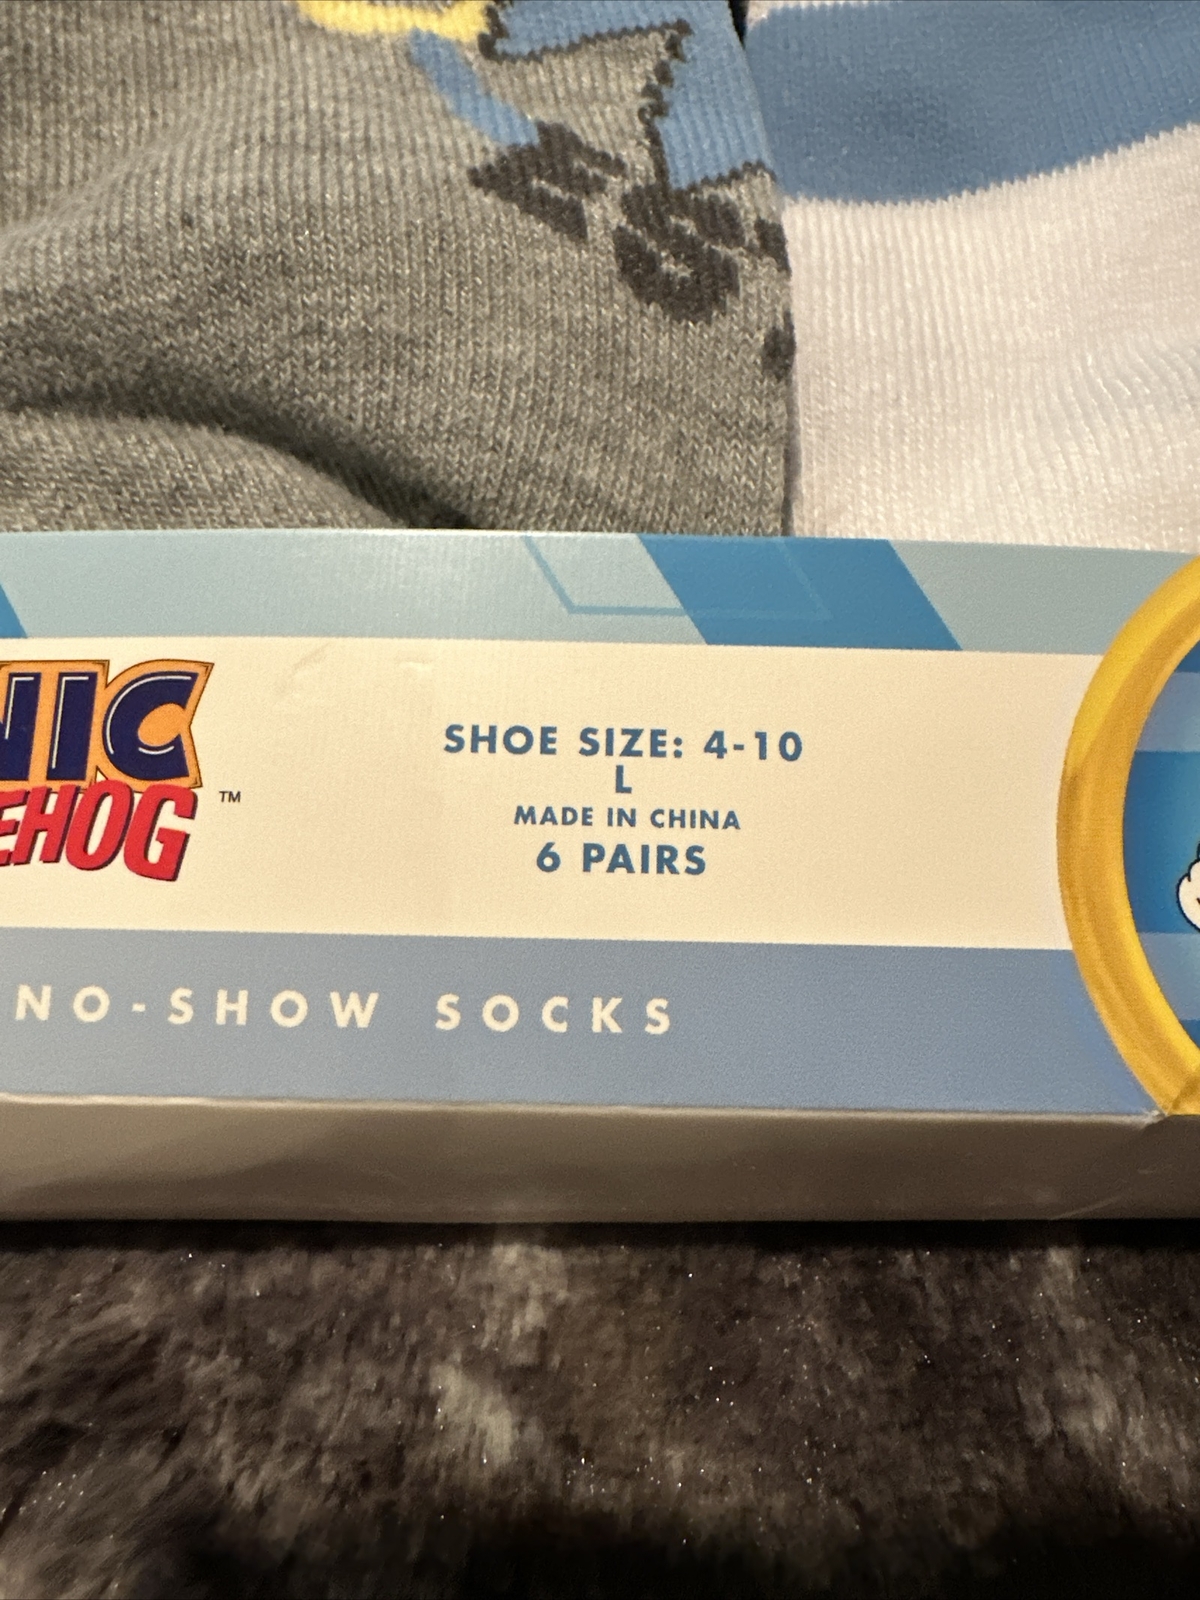 NIC
EHOG ™
SHOE SIZE: 4-10
L
MADE IN CHINA
6 PAIRS
NO-SHOW SOCKS